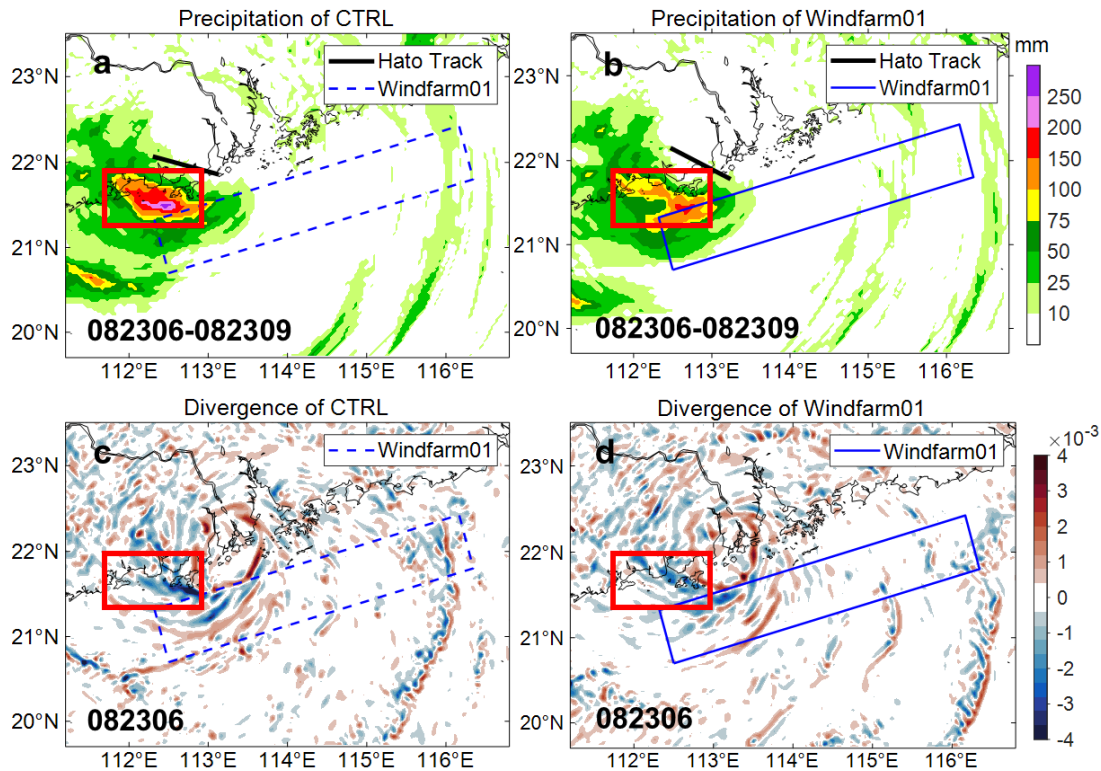 Precipitation of CTRL
Precipitation of Windfarm01
mm
a
Hato Track
Windfarm01
b
Hato Track
Windfarm01
23°N
22°N
21°N
20°N
23°N
22°N
21°N
20°N
250
200
150
100
75
50
25
10
082306-082309
082306-082309
112°E 113°E 114°E 115°E 116°E
112°E 113°E 114°E 115°E 116°E
Divergence of CTRL
Divergence of Windfarm01
c
Windfarm01
d
Windfarm01
×10⁻³
23°N
22°N
21°N
20°N
23°N
22°N
21°N
20°N
4
3
2
1
0
-1
-2
-3
-4
082306
082306
112°E 113°E 114°E 115°E 116°E
112°E 113°E 114°E 115°E 116°E